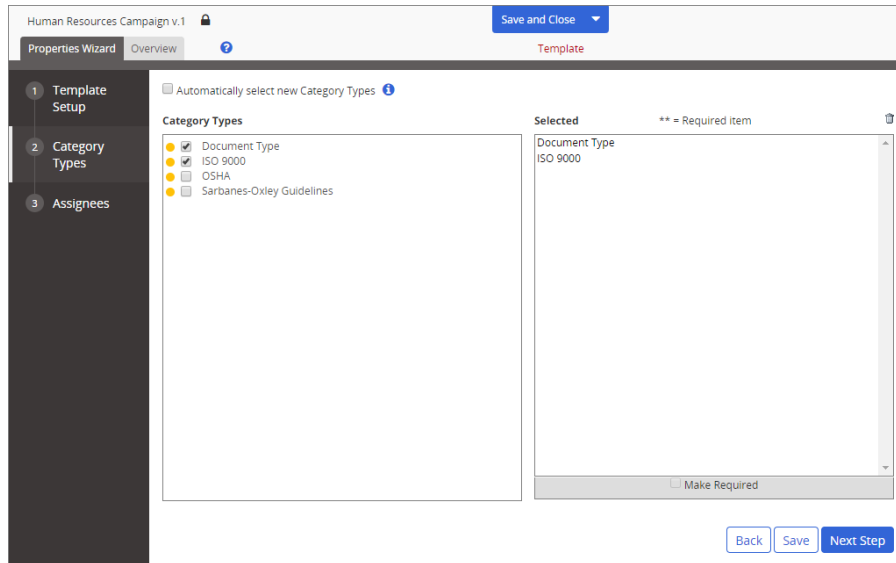 Human Resources Campaign v.1
Save and Close
Properties Wizard
Overview
?
Template
1 Template
Setup
2 Category
Types
3 Assignees
Automatically select new Category Types i
Category Types
Document Type
ISO 9000
OSHA
Sarbanes-Oxley Guidelines
Selected
** = Required item
Document Type
ISO 9000
Make Required
Back
Save
Next Step